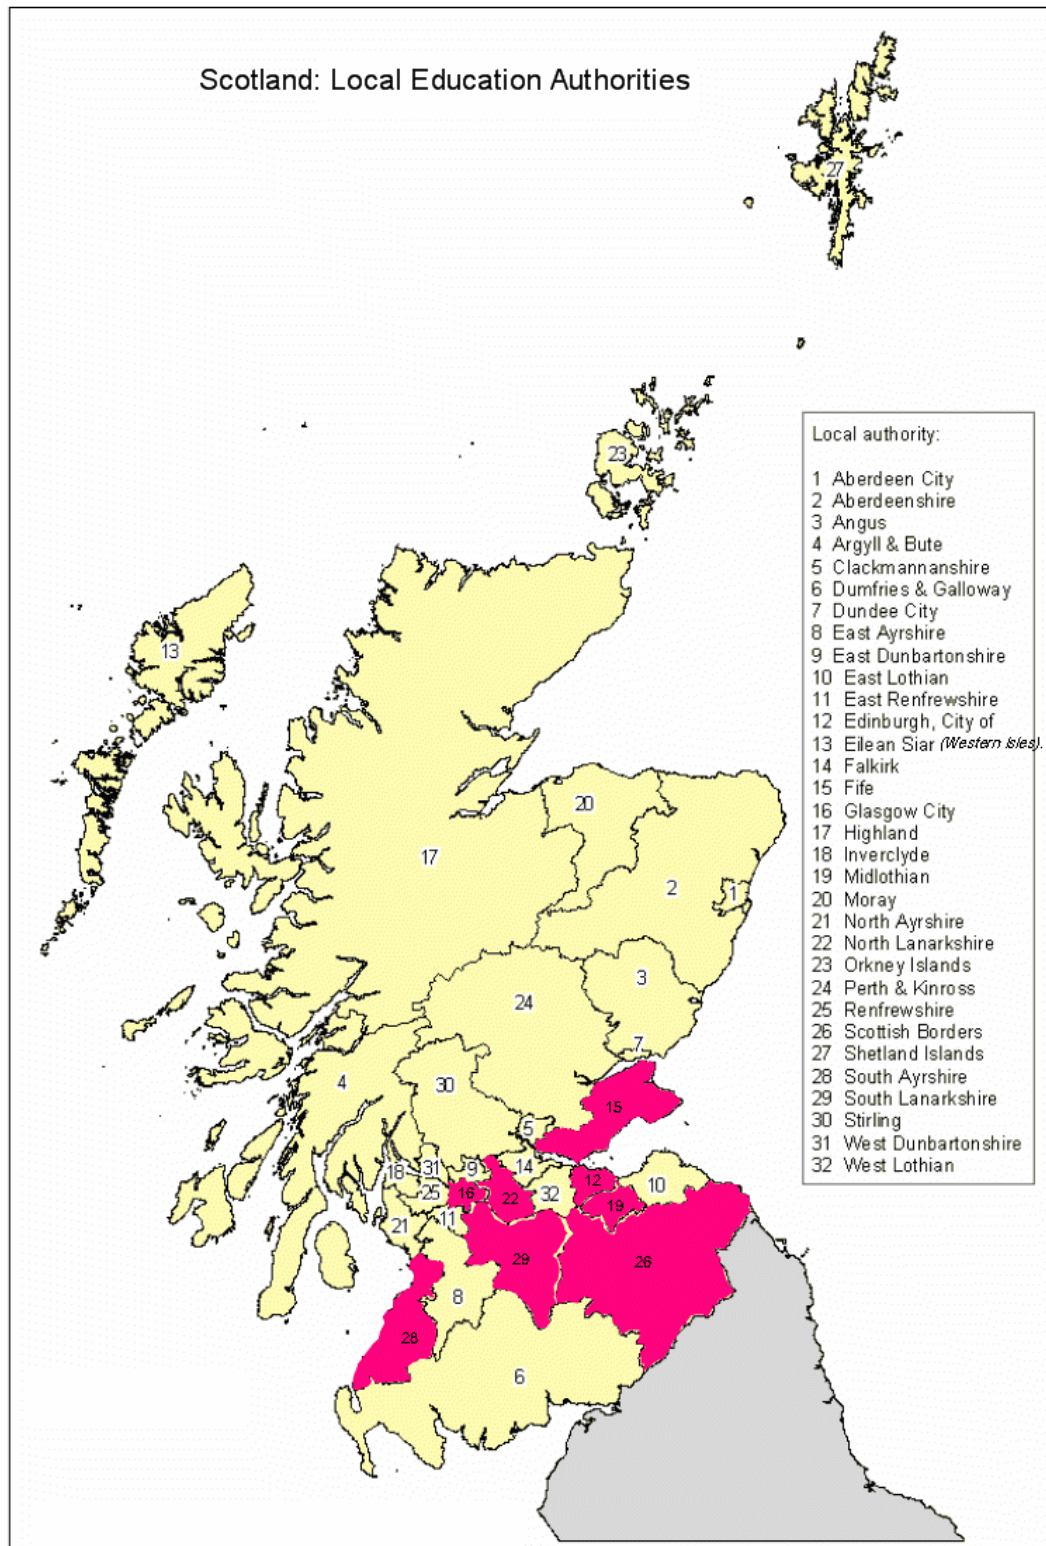 Scotland: Local Education Authorities
27
23
Local authority:
1 Aberdeen City
2 Aberdeenshire
3 Angus
4 Argyll & Bute
5 Clackmannanshire
6 Dumfries & Galloway
7 Dundee City
8 East Ayrshire
9 East Dunbartonshire
10 East Lothian
11 East Renfrewshire
12 Edinburgh, City of
13 Eilean Siar (Western Isles).
14 Falkirk
15 Fife
16 Glasgow City
17 Highland
18 Inverclyde
19 Midlothian
20 Moray
21 North Ayrshire
22 North Lanarkshire
23 Orkney Islands
24 Perth & Kinross
25 Renfrewshire
26 Scottish Borders
27 Shetland Islands
28 South Ayrshire
29 South Lanarkshire
30 Stirling
31 West Dunbartonshire
32 West Lothian
13
20
17
2
1
3
24
7
4
30
15
5
18
31
9
14
12
10
25
16
22
32
19
21
11
29
26
8
28
6